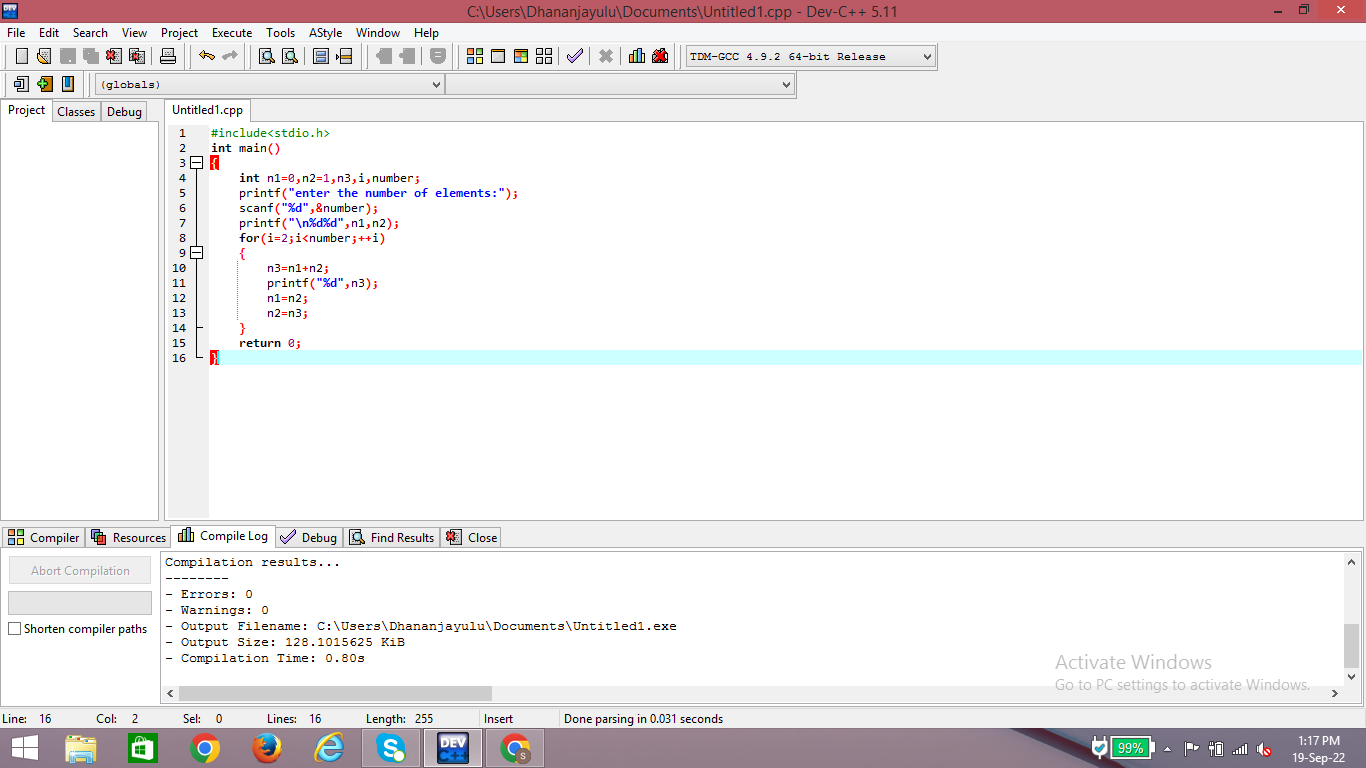 C:\Users\Dhananjayulu\Documents\Untitled1.cpp - Dev-C++ 5.11
File Edit Search View Project Execute Tools AStyle Window Help
TDM-GCC 4.9.2 64-bit Release
(globals)
Project Classes Debug
Untitled1.cpp
1 #include<stdio.h>
2 int main()
3 {
4 int n1=0,n2=1,n3,i,number;
5 printf("enter the number of elements:");
6 scanf("%d",&number);
7 printf("\n%d%d",n1,n2);
8 for(i=2;i<number;++i)
9 {
10 n3=n1+n2;
11 printf("%d",n3);
12 n1=n2;
13 n2=n3;
14 }
15 return 0;
16 }
Compiler Resources Compile Log Debug Find Results Close
Abort Compilation
Shorten compiler paths
Compilation results...
--------
- Errors: 0
- Warnings: 0
- Output Filename: C:\Users\Dhananjayulu\Documents\Untitled1.exe
- Output Size: 128.1015625 KiB
- Compilation Time: 0.80s
Activate Windows
Go to PC settings to activate Windows.
Line: 16 Col: 2 Sel: 0 Lines: 16 Length: 255 Insert Done parsing in 0.031 seconds
DEV C++
S
99%
1:17 PM
19-Sep-22